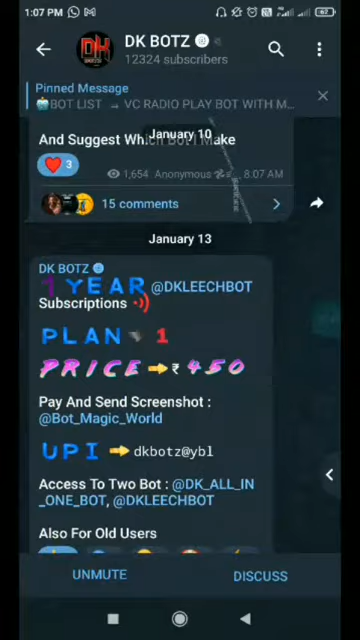 1:07 PM
DK BOTZ
12324 subscribers
Pinned Message
BOT LIST → VC RADIO PLAY BOT WITH M...
January 10
And Suggest Which Bot I Make
3
1,654 Anonymous 8:07 AM
15 comments
January 13
DK BOTZ
1 YEAR @DKLEECHBOT
Subscriptions
PLAN 1
PRICE ➡ ₹ 450
Pay And Send Screenshot :
@Bot_Magic_World
UPI ➡ dkbotz@ybl
Access To Two Bot : @DK_ALL_IN
_ONE_BOT, @DKLEECHBOT
Also For Old Users
UNMUTE
DISCUSS